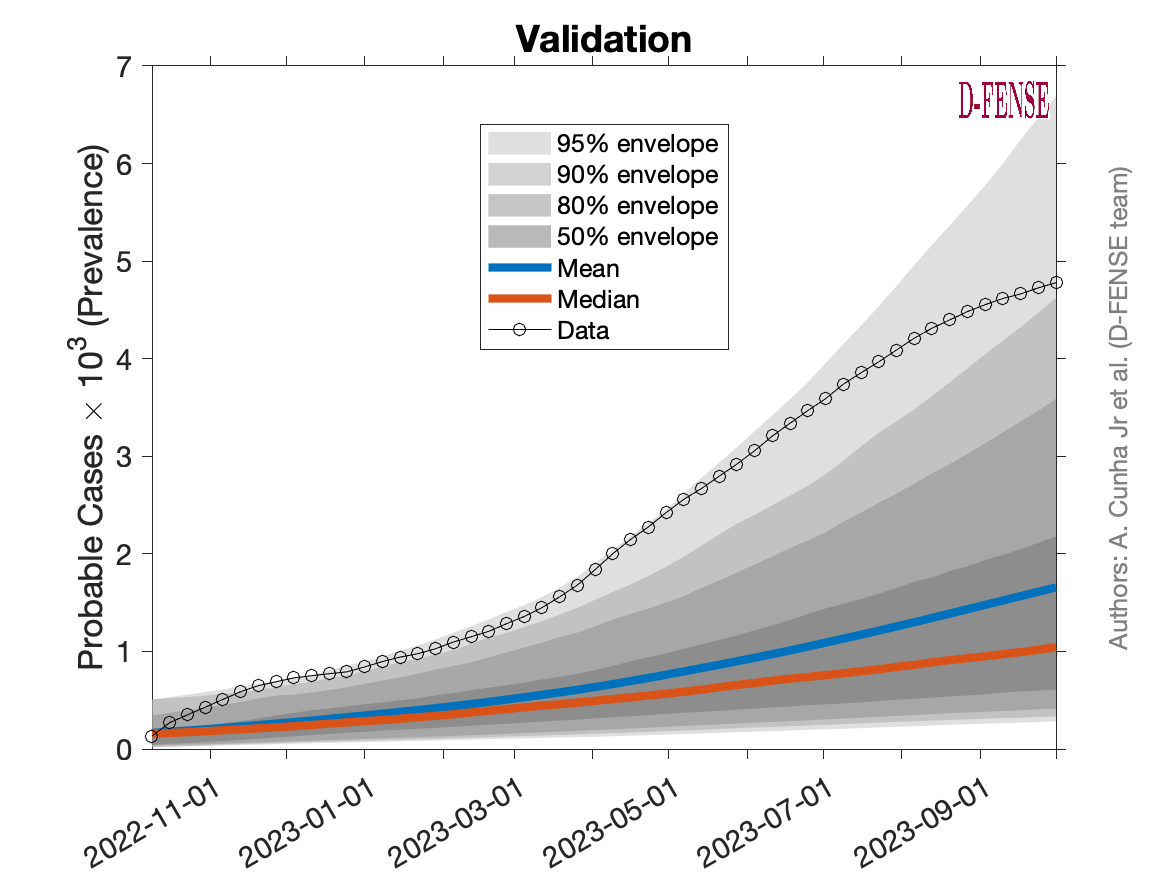 Validation
D-FENSE
7
6
5
4
3
2
1
0
Probable Cases × 10³ (Prevalence)
95% envelope
90% envelope
80% envelope
50% envelope
Mean
Median
Data
2022-11-01
2023-01-01
2023-03-01
2023-05-01
2023-07-01
2023-09-01
Authors: A. Cunha Jr et al. (D-FENSE team)